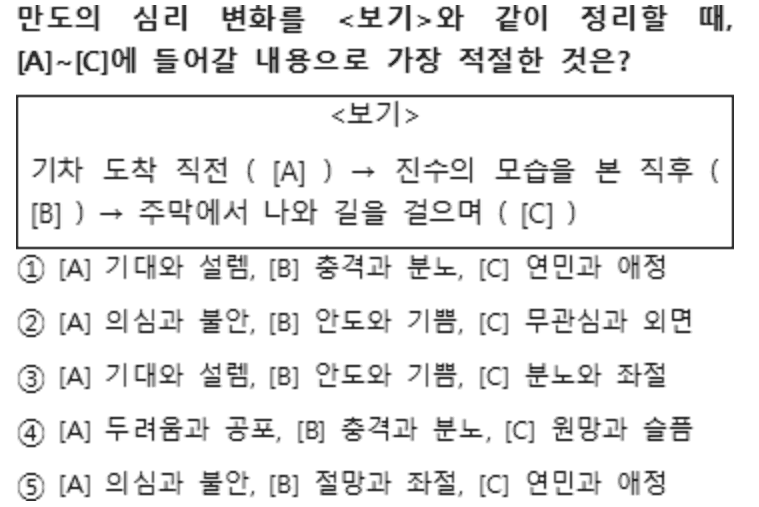 만도의 심리 변화를 <보기>와 같이 정리할 때,
[A]~[C]에 들어갈 내용으로 가장 적절한 것은?
<보기>
기차 도착 직전 ( [A] ) → 진수의 모습을 본 직후 (
[B] ) → 주막에서 나와 길을 걸으며 ( [C] )
① [A] 기대와 설렘, [B] 충격과 분노, [C] 연민과 애정
② [A] 의심과 불안, [B] 안도와 기쁨, [C] 무관심과 외면
③ [A] 기대와 설렘, [B] 안도와 기쁨, [C] 분노와 좌절
④ [A] 두려움과 공포, [B] 충격과 분노, [C] 원망과 슬픔
⑤ [A] 의심과 불안, [B] 절망과 좌절, [C] 연민과 애정